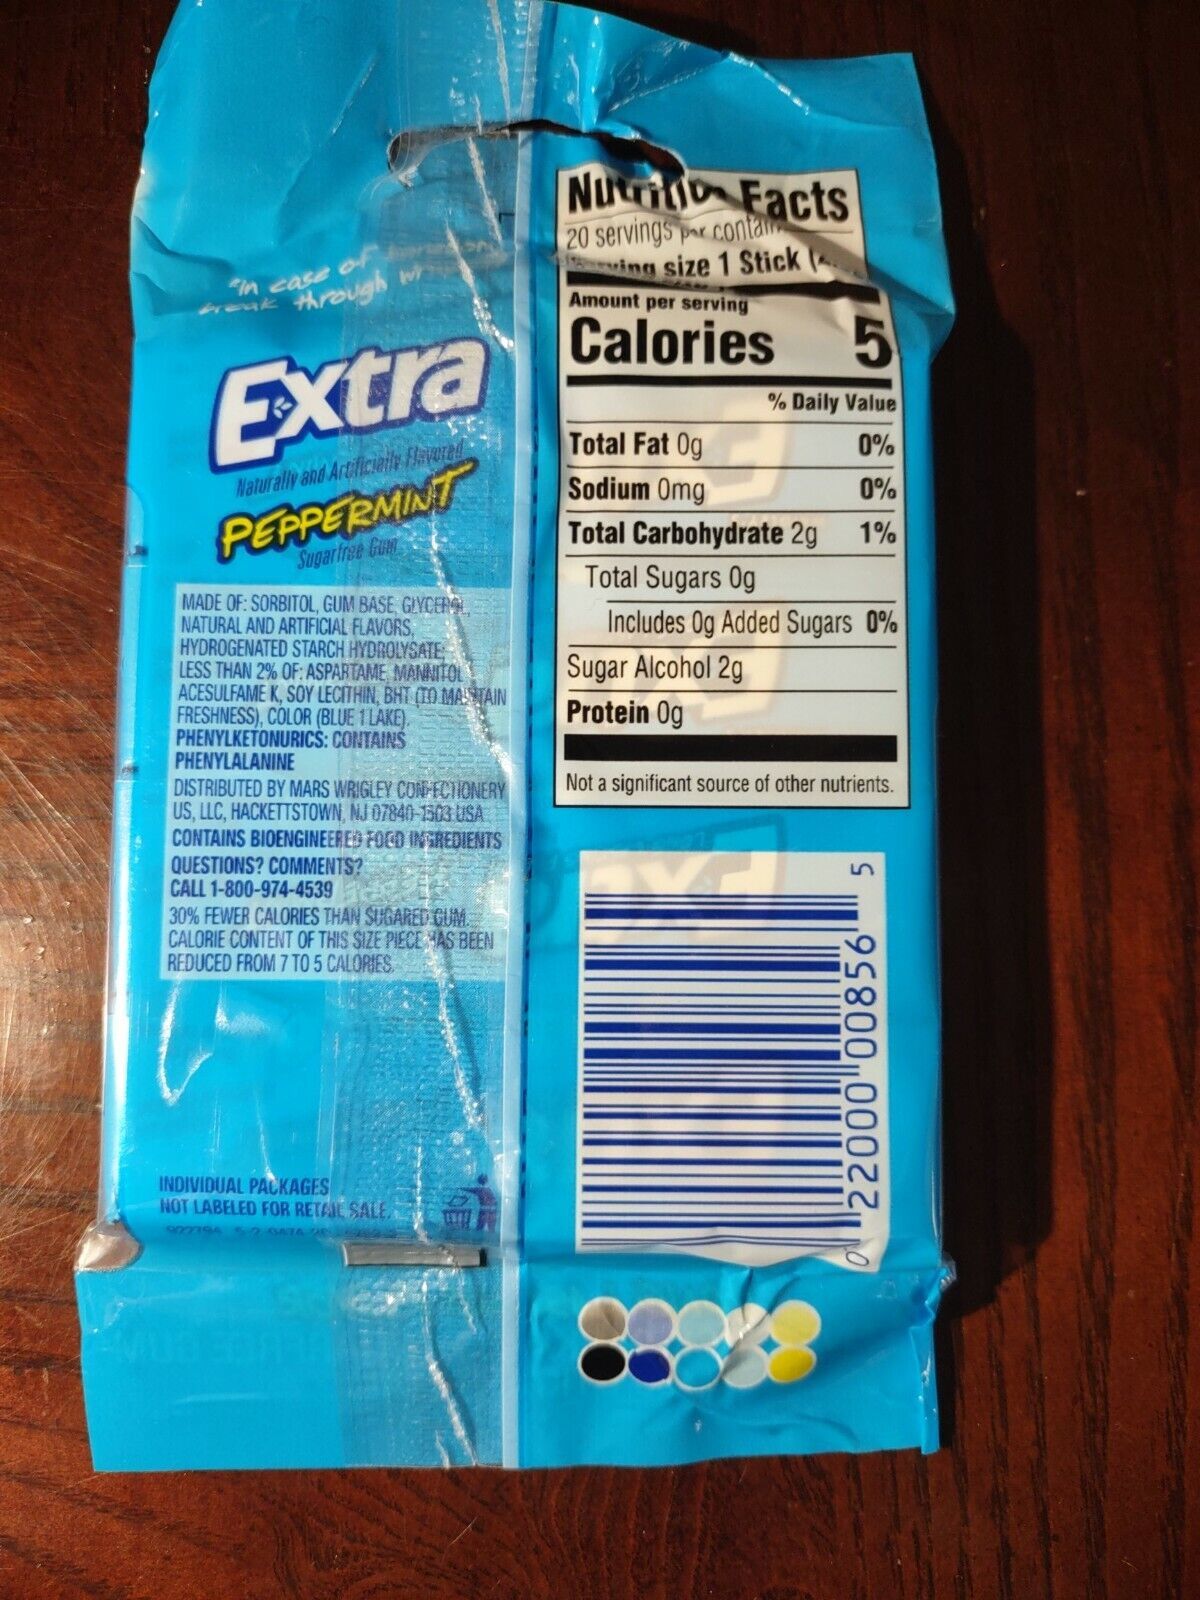 "In case of
break through
Extra
Naturally and Artificially Flavored
PEPPERMINT
Sugarfree Gum
MADE OF: SORBITOL, GUM BASE, GLYCEROL,
NATURAL AND ARTIFICIAL FLAVORS,
HYDROGENATED STARCH HYDROLYSATE;
LESS THAN 2% OF: ASPARTAME, MANNITOL
ACESULFAME K, SOY LECITHIN, BHT (TO MAINTAIN
FRESHNESS), COLOR (BLUE 1 LAKE).
PHENYLKETONURICS: CONTAINS
PHENYLALANINE
DISTRIBUTED BY MARS WRIGLEY CONFECTIONERY
US, LLC, HACKETTSTOWN, NJ 07840-1503 USA
CONTAINS BIOENGINEERED FOOD INGREDIENTS
QUESTIONS? COMMENTS?
CALL 1-800-974-4539
30% FEWER CALORIES THAN SUGARED GUM.
CALORIE CONTENT OF THIS SIZE PIECE HAS BEEN
REDUCED FROM 7 TO 5 CALORIES.
INDIVIDUAL PACKAGES
NOT LABELED FOR RETAIL SALE.
Nutrition Facts
20 servings per container
Serving size 1 Stick
Amount per serving
Calories 5
% Daily Value
Total Fat 0g 0%
Sodium 0mg 0%
Total Carbohydrate 2g 1%
Total Sugars 0g
Includes 0g Added Sugars 0%
Sugar Alcohol 2g
Protein 0g
Not a significant source of other nutrients.
0 22000 00856 5